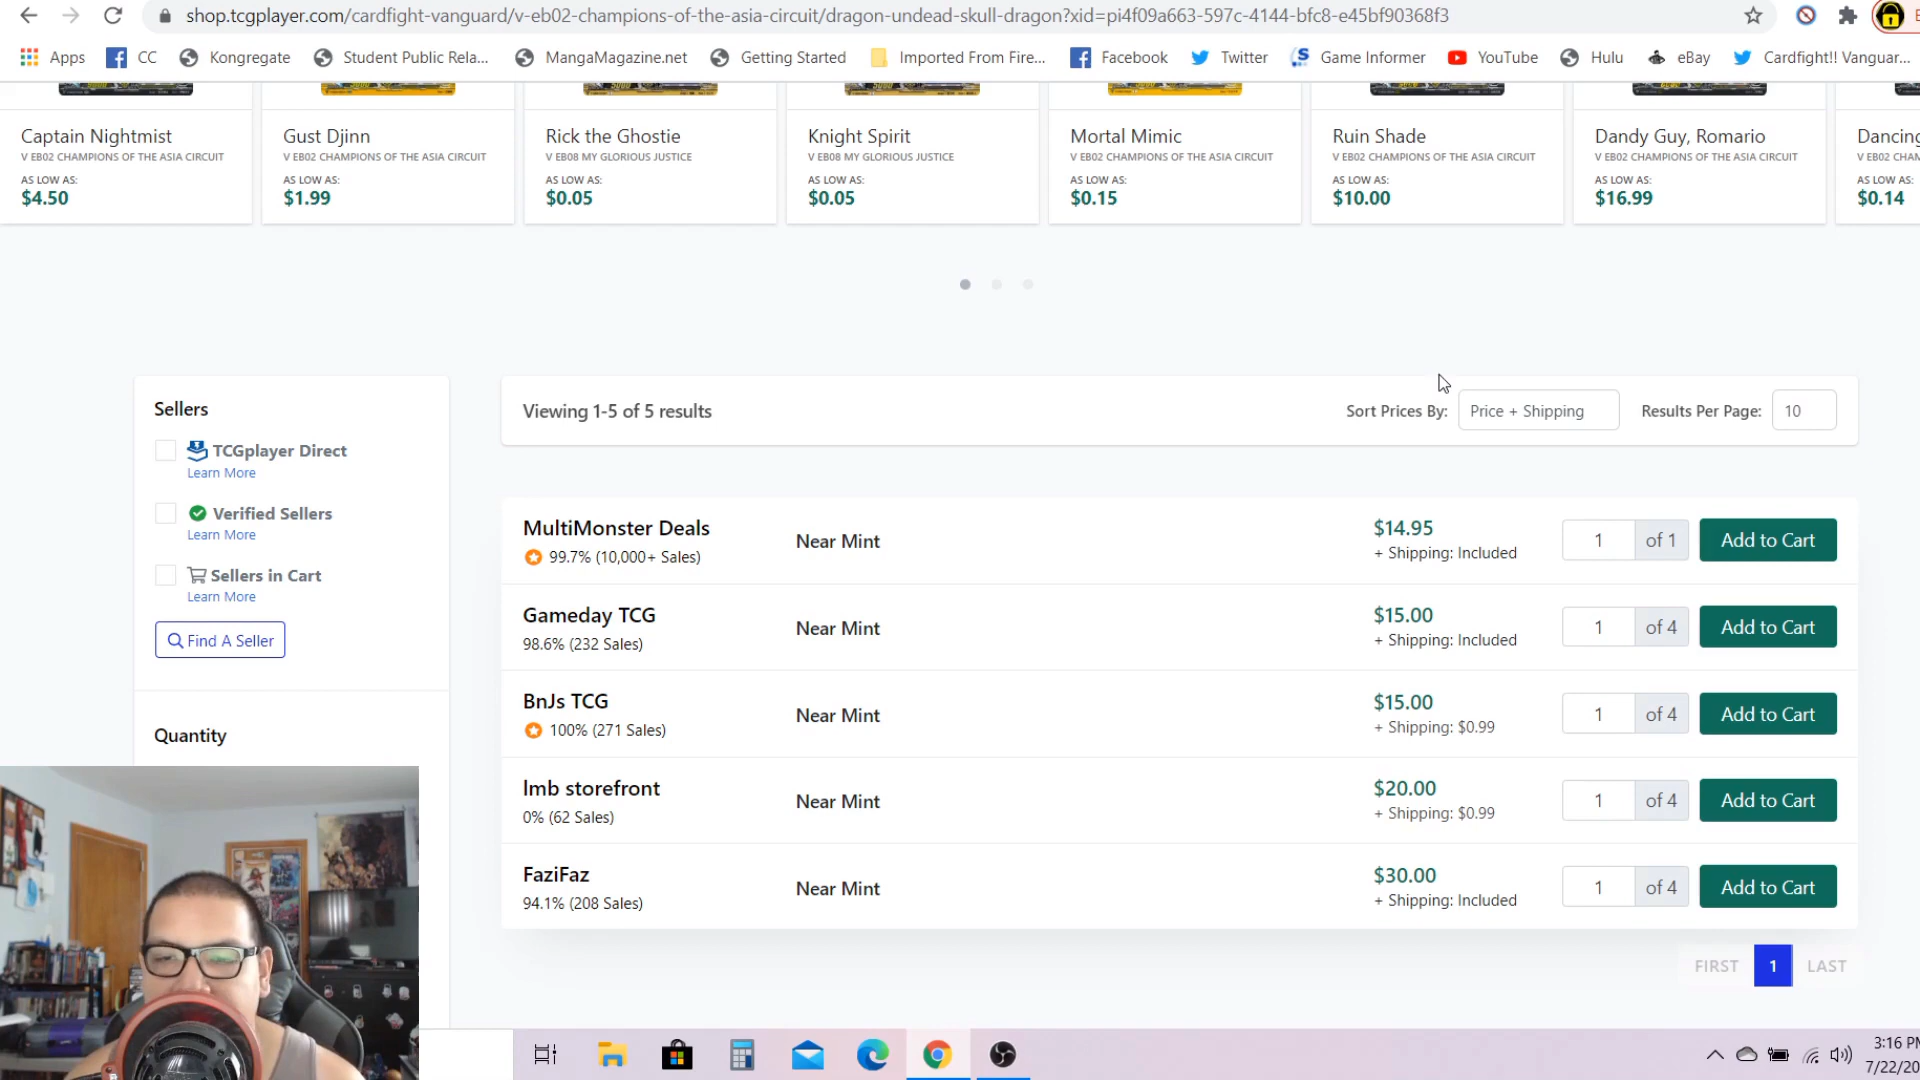 shop.tcgplayer.com/cardfight-vanguard/v-eb02-champions-of-the-asia-circuit/dragon-undead-skull-dragon?xid=pi4f09a663-597c-4144-bfc8-e45bf90368f3
Apps CC Kongregate Student Public Rela... MangaMagazine.net Getting Started Imported From Fire... Facebook Twitter Game Informer YouTube Hulu eBay Cardfight!! Vanguar...
Captain Nightmist Gust Djinn Rick the Ghostie Knight Spirit Mortal Mimic Ruin Shade Dandy Guy, Romario Dancing
V EB02 CHAMPIONS OF THE ASIA CIRCUIT V EB02 CHAMPIONS OF THE ASIA CIRCUIT V EB08 MY GLORIOUS JUSTICE V EB08 MY GLORIOUS JUSTICE V EB02 CHAMPIONS OF THE ASIA CIRCUIT V EB02 CHAMPIONS OF THE ASIA CIRCUIT V EB02 CHAMPIONS OF THE ASIA CIRCUIT V EB02 CHAM
AS LOW AS: AS LOW AS: AS LOW AS: AS LOW AS: AS LOW AS: AS LOW AS: AS LOW AS: AS LOW AS:
$4.50 $1.99 $0.05 $0.05 $0.15 $10.00 $16.99 $0.14
Sellers
TCGplayer Direct
Learn More
Verified Sellers
Learn More
Sellers in Cart
Learn More
Find A Seller
Quantity
Viewing 1-5 of 5 results Sort Prices By: Price + Shipping Results Per Page: 10
MultiMonster Deals Near Mint $14.95 1 of 1 Add to Cart
99.7% (10,000+ Sales) + Shipping: Included
Gameday TCG Near Mint $15.00 1 of 4 Add to Cart
98.6% (232 Sales) + Shipping: Included
BnJs TCG Near Mint $15.00 1 of 4 Add to Cart
100% (271 Sales) + Shipping: $0.99
lmb storefront Near Mint $20.00 1 of 4 Add to Cart
0% (62 Sales) + Shipping: $0.99
FaziFaz Near Mint $30.00 1 of 4 Add to Cart
94.1% (208 Sales) + Shipping: Included
FIRST 1 LAST
3:16 PM
7/22/20